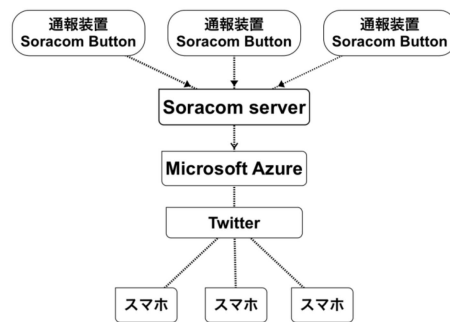 通報装置
Soracom Button
通報装置
Soracom Button
通報装置
Soracom Button
Soracom server
Microsoft Azure
Twitter
スマホ
スマホ
スマホ